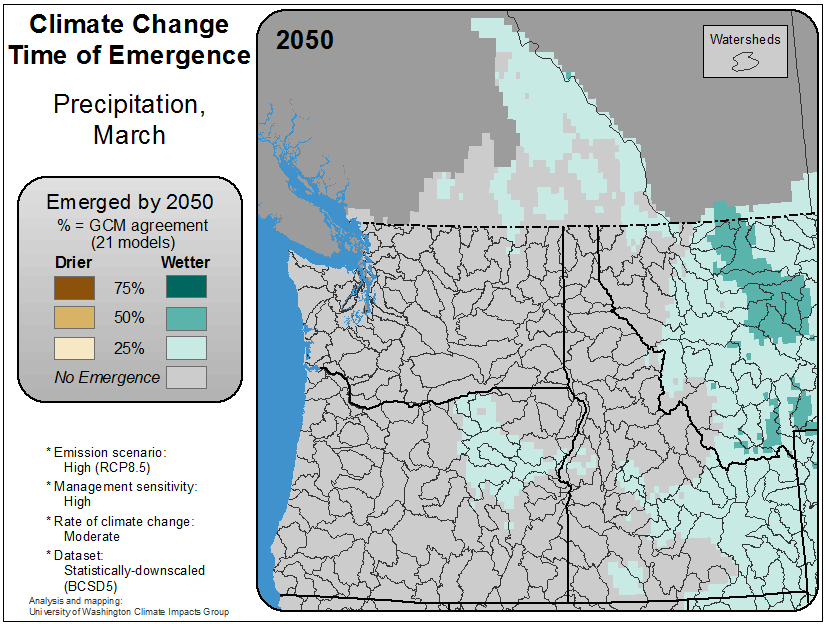 Climate Change
Time of Emergence
Precipitation,
March
Emerged by 2050
% = GCM agreement
(21 models)
Drier Wetter
75%
50%
25%
No Emergence
* Emission scenario:
High (RCP8.5)
* Management sensitivity:
High
* Rate of climate change:
Moderate
* Dataset:
Statistically-downscaled
(BCSD5)
Analysis and mapping:
University of Washington Climate Impacts Group
2050
Watersheds